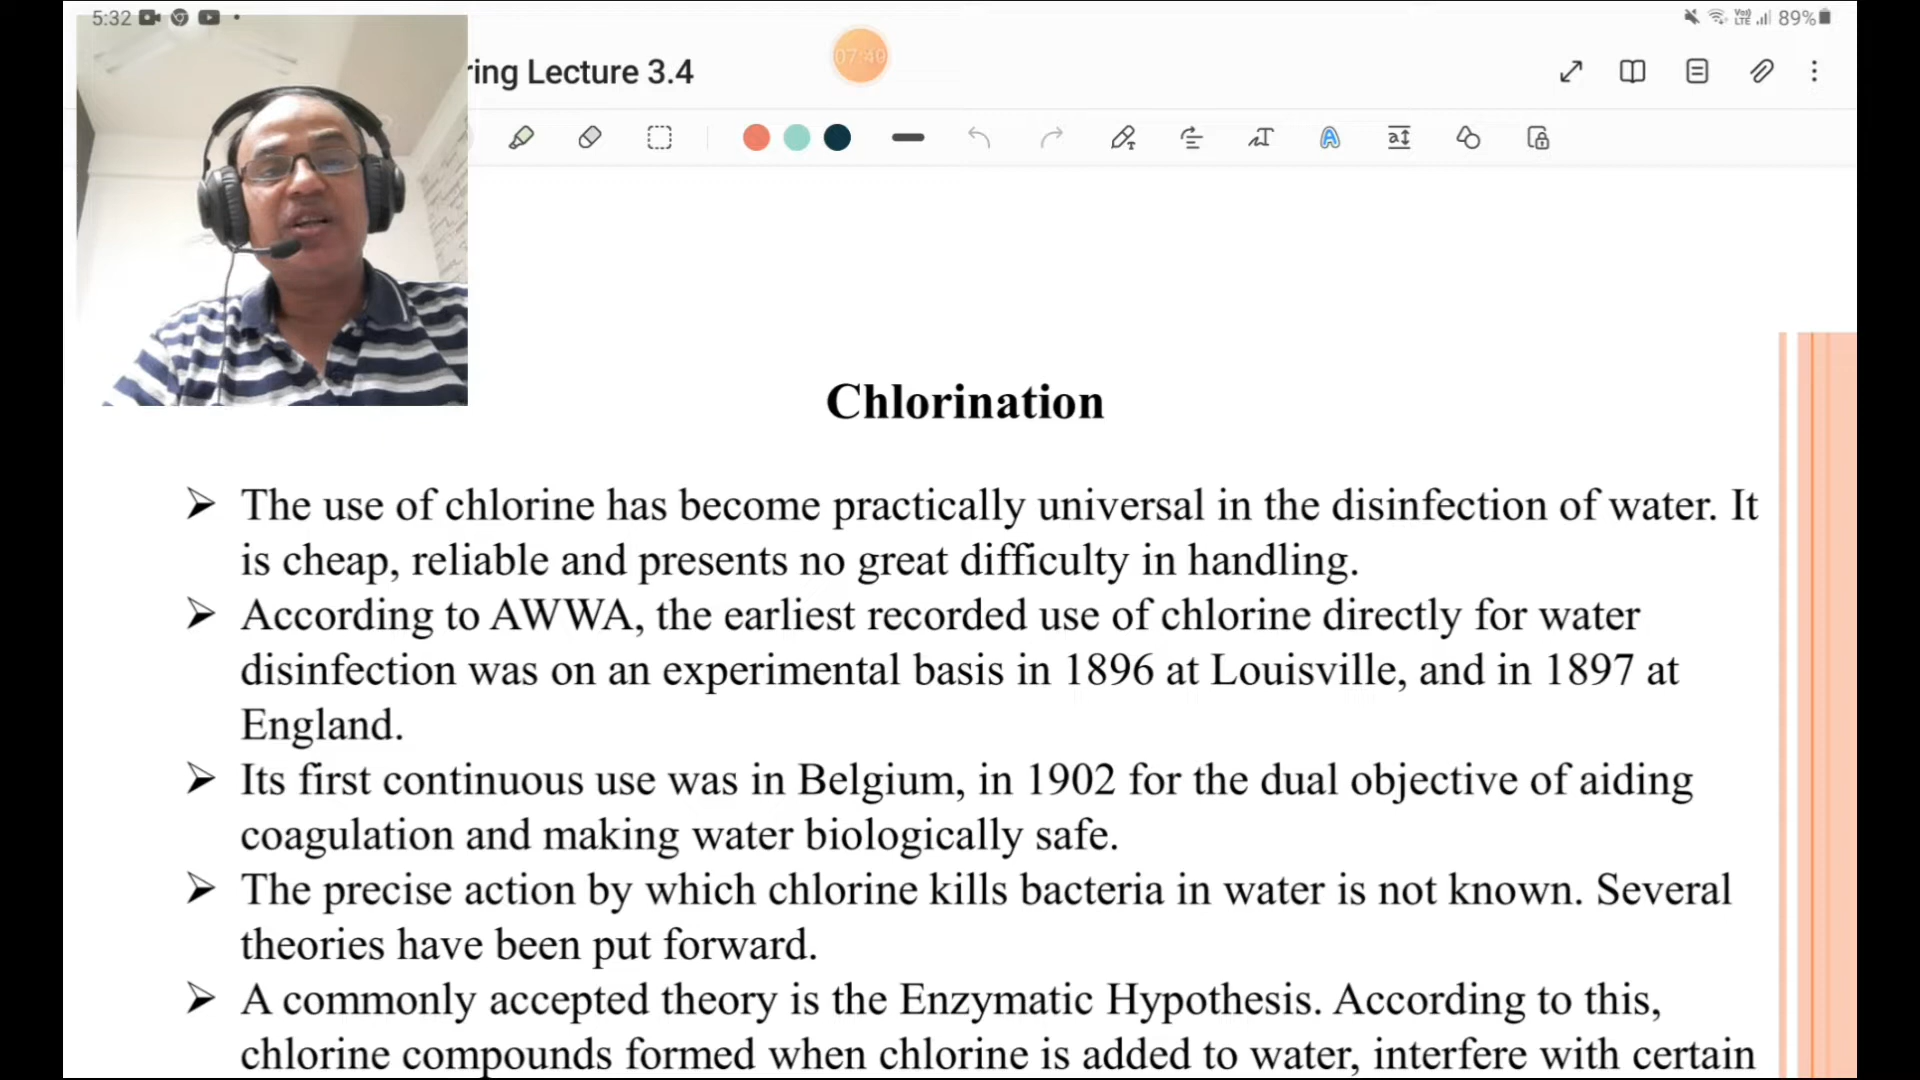 5:32
VoLTE 89%
07:49
ring Lecture 3.4
Chlorination
The use of chlorine has become practically universal in the disinfection of water. It
is cheap, reliable and presents no great difficulty in handling.
According to AWWA, the earliest recorded use of chlorine directly for water
disinfection was on an experimental basis in 1896 at Louisville, and in 1897 at
England.
Its first continuous use was in Belgium, in 1902 for the dual objective of aiding
coagulation and making water biologically safe.
The precise action by which chlorine kills bacteria in water is not known. Several
theories have been put forward.
A commonly accepted theory is the Enzymatic Hypothesis. According to this,
chlorine compounds formed when chlorine is added to water, interfere with certain